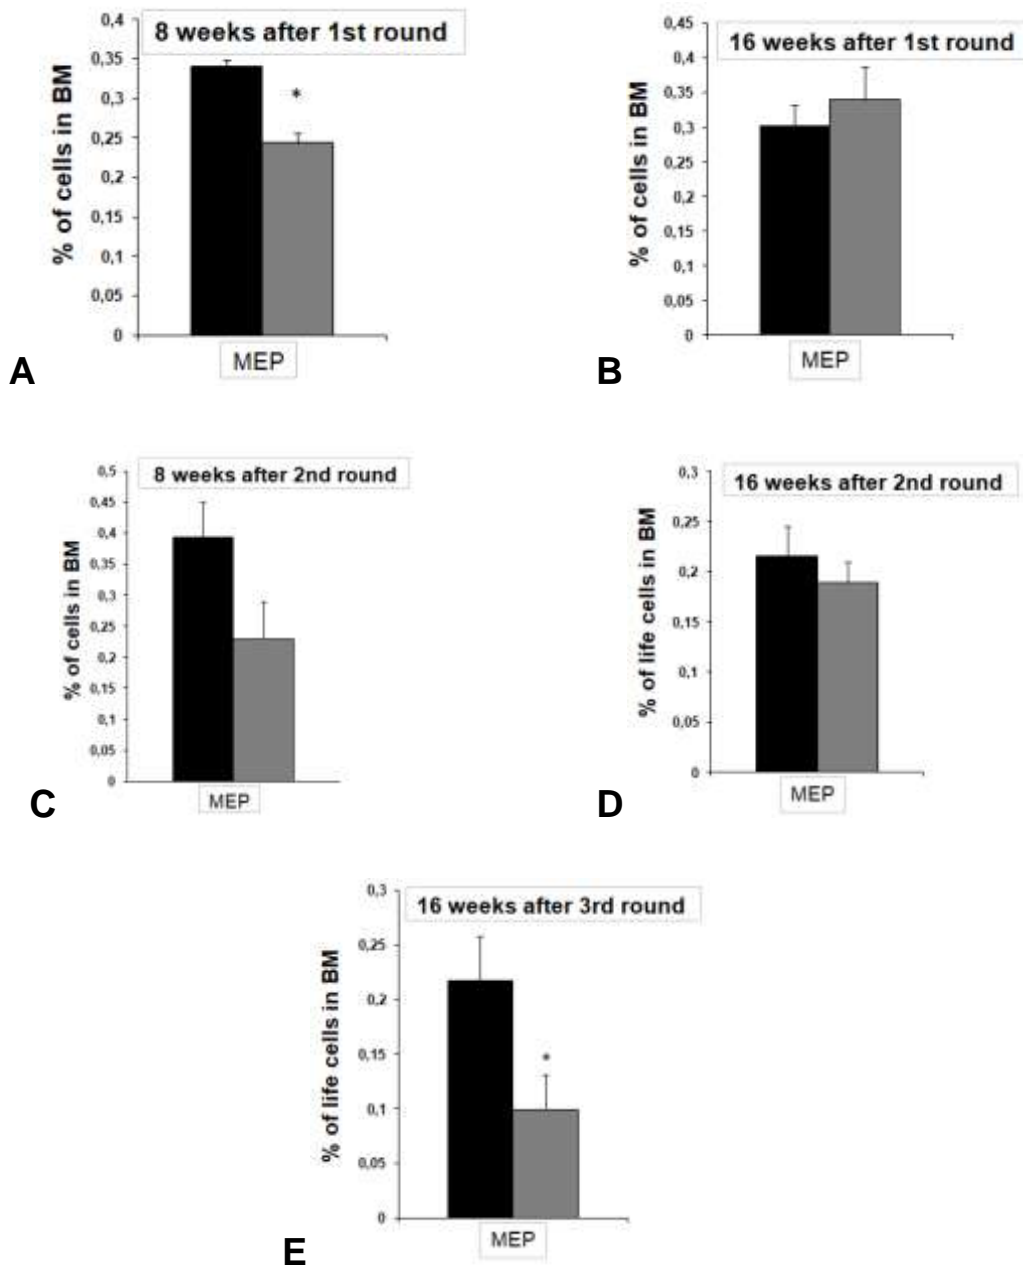 0,4
0,35
0,3
0,25
0,2
0,15
0,1
0,05
0
% of cells in BM
8 weeks after 1st round
*
MEP
A
0,45
0,4
0,35
0,3
0,25
0,2
0,15
0,1
0,05
0
% of cells in BM
16 weeks after 1st round
MEP
B
0,5
0,45
0,4
0,35
0,3
0,25
0,2
0,15
0,1
0,05
0
% of cells in BM
8 weeks after 2nd round
MEP
C
0,3
0,25
0,2
0,15
0,1
0,05
0
% of life cells in BM
16 weeks after 2nd round
MEP
D
0,3
0,25
0,2
0,15
0,1
0,05
0
% of life cells in BM
16 weeks after 3rd round
*
MEP
E